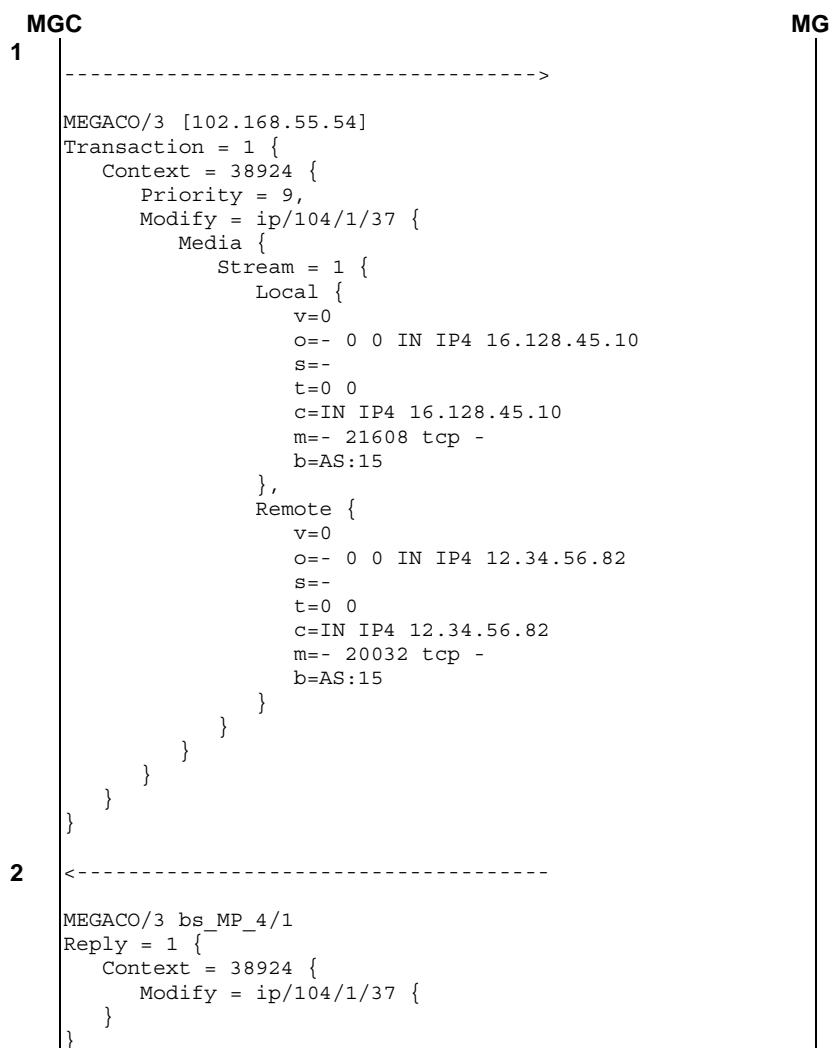 MGC MG
1
------------------------------------->
MEGACO/3 [102.168.55.54]
Transaction = 1 {
   Context = 38924 {
      Priority = 9,
      Modify = ip/104/1/37 {
         Media {
            Stream = 1 {
               Local {
                  v=0
                  o=- 0 0 IN IP4 16.128.45.10
                  s=-
                  t=0 0
                  c=IN IP4 16.128.45.10
                  m=- 21608 tcp -
                  b=AS:15
               },
               Remote {
                  v=0
                  o=- 0 0 IN IP4 12.34.56.82
                  s=-
                  t=0 0
                  c=IN IP4 12.34.56.82
                  m=- 20032 tcp -
                  b=AS:15
               }
            }
         }
      }
   }
}
2 <-------------------------------------
MEGACO/3 bs_MP_4/1
Reply = 1 {
   Context = 38924 {
      Modify = ip/104/1/37 {
   }
}